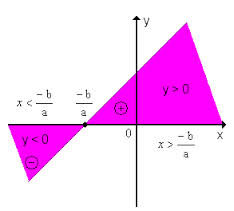 y
x < -b/a
-b/a
⊕
y > 0
0
x
y < 0
⊖
x > -b/a